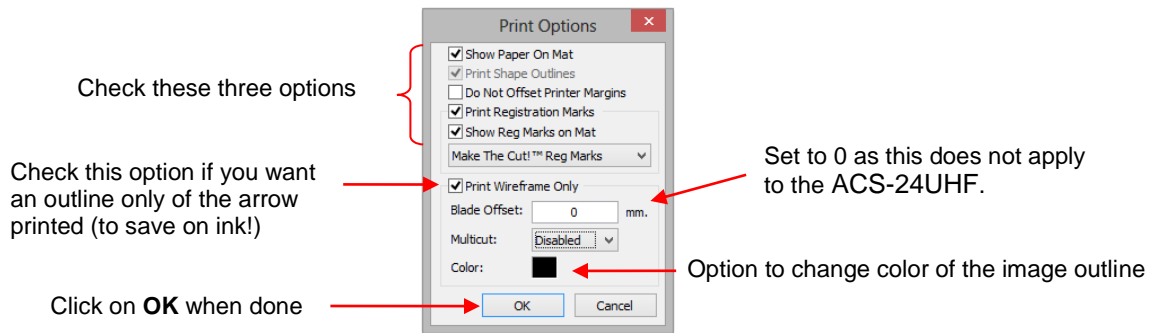 Print Options
Show Paper On Mat
Print Shape Outlines
Do Not Offset Printer Margins
Print Registration Marks
Show Reg Marks on Mat
Make The Cut!™ Reg Marks
Print Wireframe Only
Blade Offset: 0 mm.
Multicut: Disabled
Color:
OK Cancel
Check these three options
Check this option if you want
an outline only of the arrow
printed (to save on ink!)
Click on OK when done
Set to 0 as this does not apply
to the ACS-24UHF.
Option to change color of the image outline